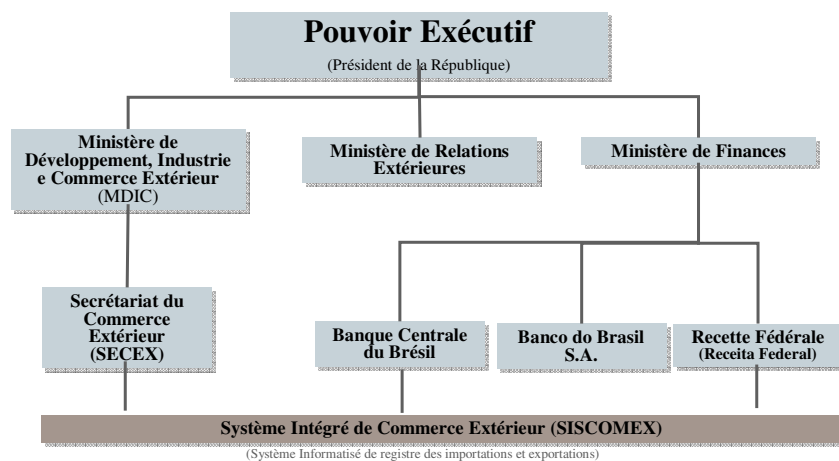 Pouvoir Exécutif
(Président de la République)
Ministère de
Développement, Industrie
e Commerce Extérieur
(MDIC)
Ministère de Relations
Extérieures
Ministère de Finances
Secrétariat du
Commerce
Extérieur
(SECEX)
Banque Centrale
du Brésil
Banco do Brasil
S.A.
Recette Fédérale
(Receita Federal)
Système Intégré de Commerce Extérieur (SISCOMEX)
(Système Informatisé de registre des importations et exportations)